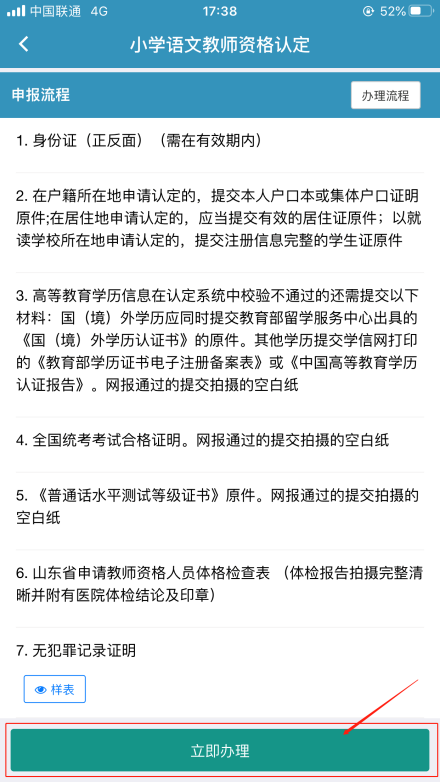 中国联通 4G 17:38 52%
小学语文教师资格认定
申报流程 办理流程
1. 身份证（正反面）（需在有效期内）
2. 在户籍所在地申请认定的，提交本人户口本或集体户口证明
原件;在居住地申请认定的，应当提交有效的居住证原件；以就
读学校所在地申请认定的，提交注册信息完整的学生证原件
3. 高等教育学历信息在认定系统中校验不通过的还需提交以下
材料：国（境）外学历应同时提交教育部留学服务中心出具的
《国（境）外学历认证书》的原件。其他学历提交学信网打印
的《教育部学历证书电子注册备案表》或《中国高等教育学历
认证报告》。网报通过的提交拍摄的空白纸
4. 全国统考考试合格证明。网报通过的提交拍摄的空白纸
5. 《普通话水平测试等级证书》原件。网报通过的提交拍摄的
空白纸
6. 山东省申请教师资格人员体格检查表 （体检报告拍摄完整清
晰并附有医院体检结论及印章）
7. 无犯罪记录证明
样表
立即办理